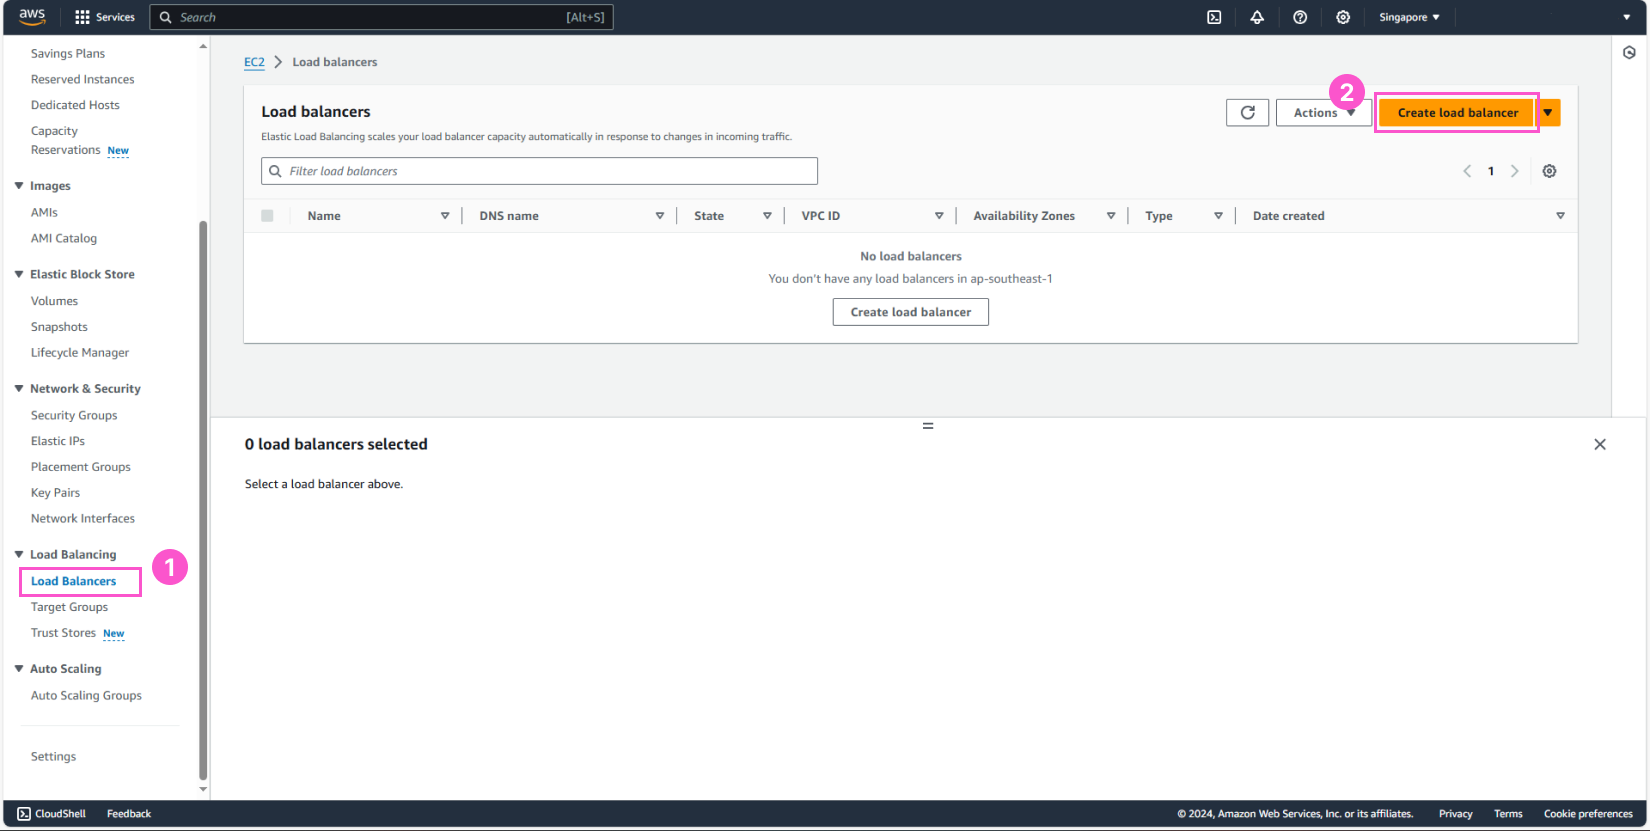 aws
Services
Search
[Alt+S]
Singapore
Savings Plans
Reserved Instances
Dedicated Hosts
Capacity
Reservations New
Images
AMIs
AMI Catalog
Elastic Block Store
Volumes
Snapshots
Lifecycle Manager
Network & Security
Security Groups
Elastic IPs
Placement Groups
Key Pairs
Network Interfaces
Load Balancing
1
Load Balancers
Target Groups
Trust Stores New
Auto Scaling
Auto Scaling Groups
Settings
EC2 Load balancers
Load balancers
2
Actions
Create load balancer
Elastic Load Balancing scales your load balancer capacity automatically in response to changes in incoming traffic.
Filter load balancers
1
Name DNS name State VPC ID Availability Zones Type Date created
No load balancers
You don't have any load balancers in ap-southeast-1
Create load balancer
0 load balancers selected
Select a load balancer above.
CloudShell Feedback
© 2024, Amazon Web Services, Inc. or its affiliates. Privacy Terms Cookie preferences